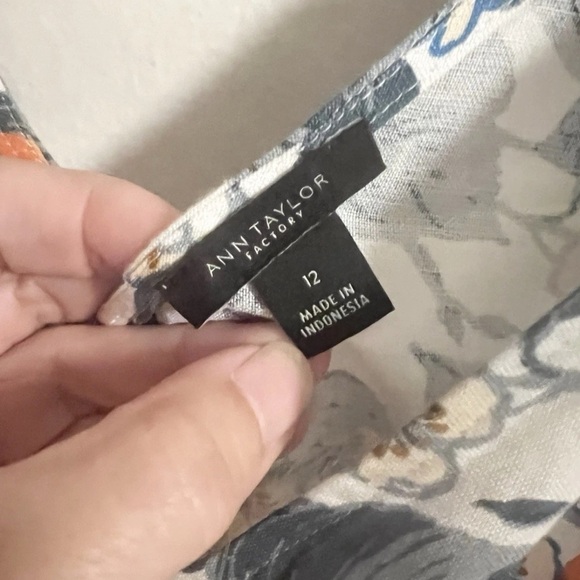 ANN TAYLOR
FACTORY
12
MADE IN
INDONESIA